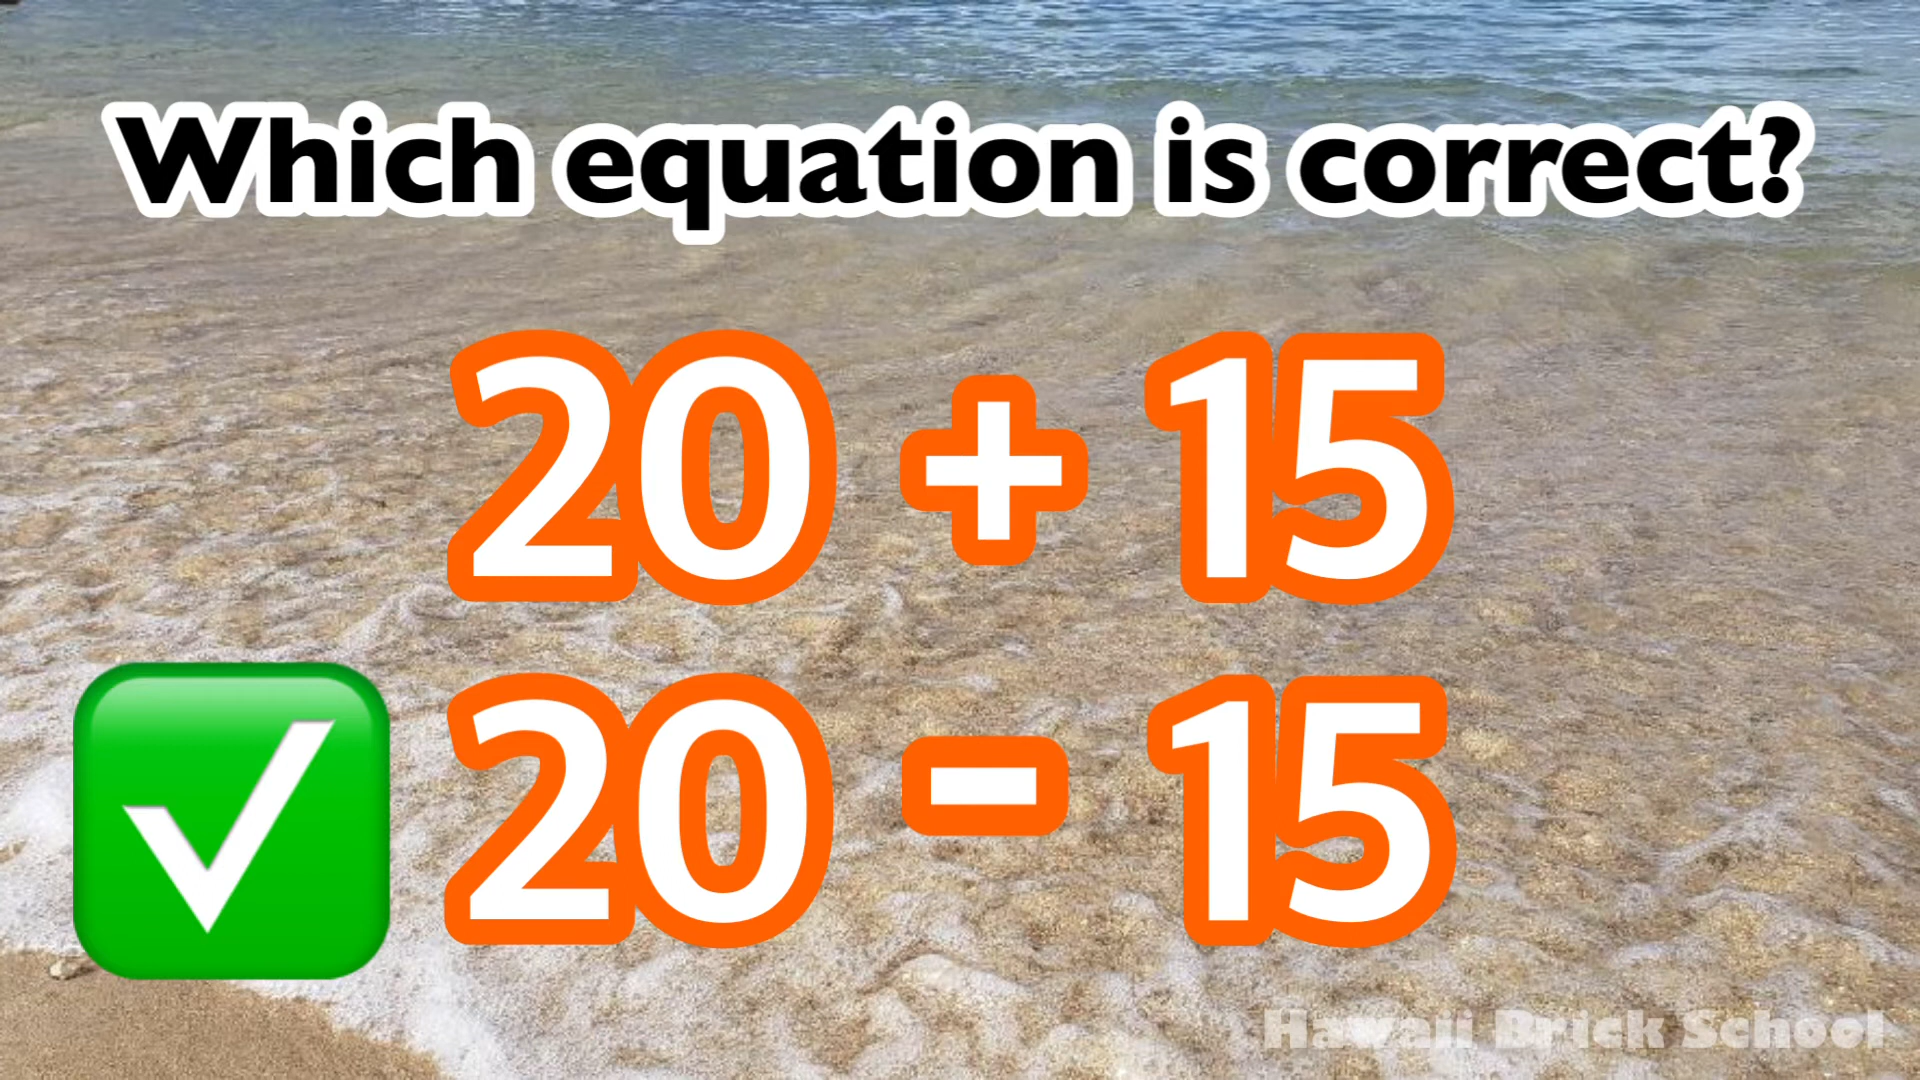 Which equation is correct?
20 + 15
20 - 15
Hawaii Brick School